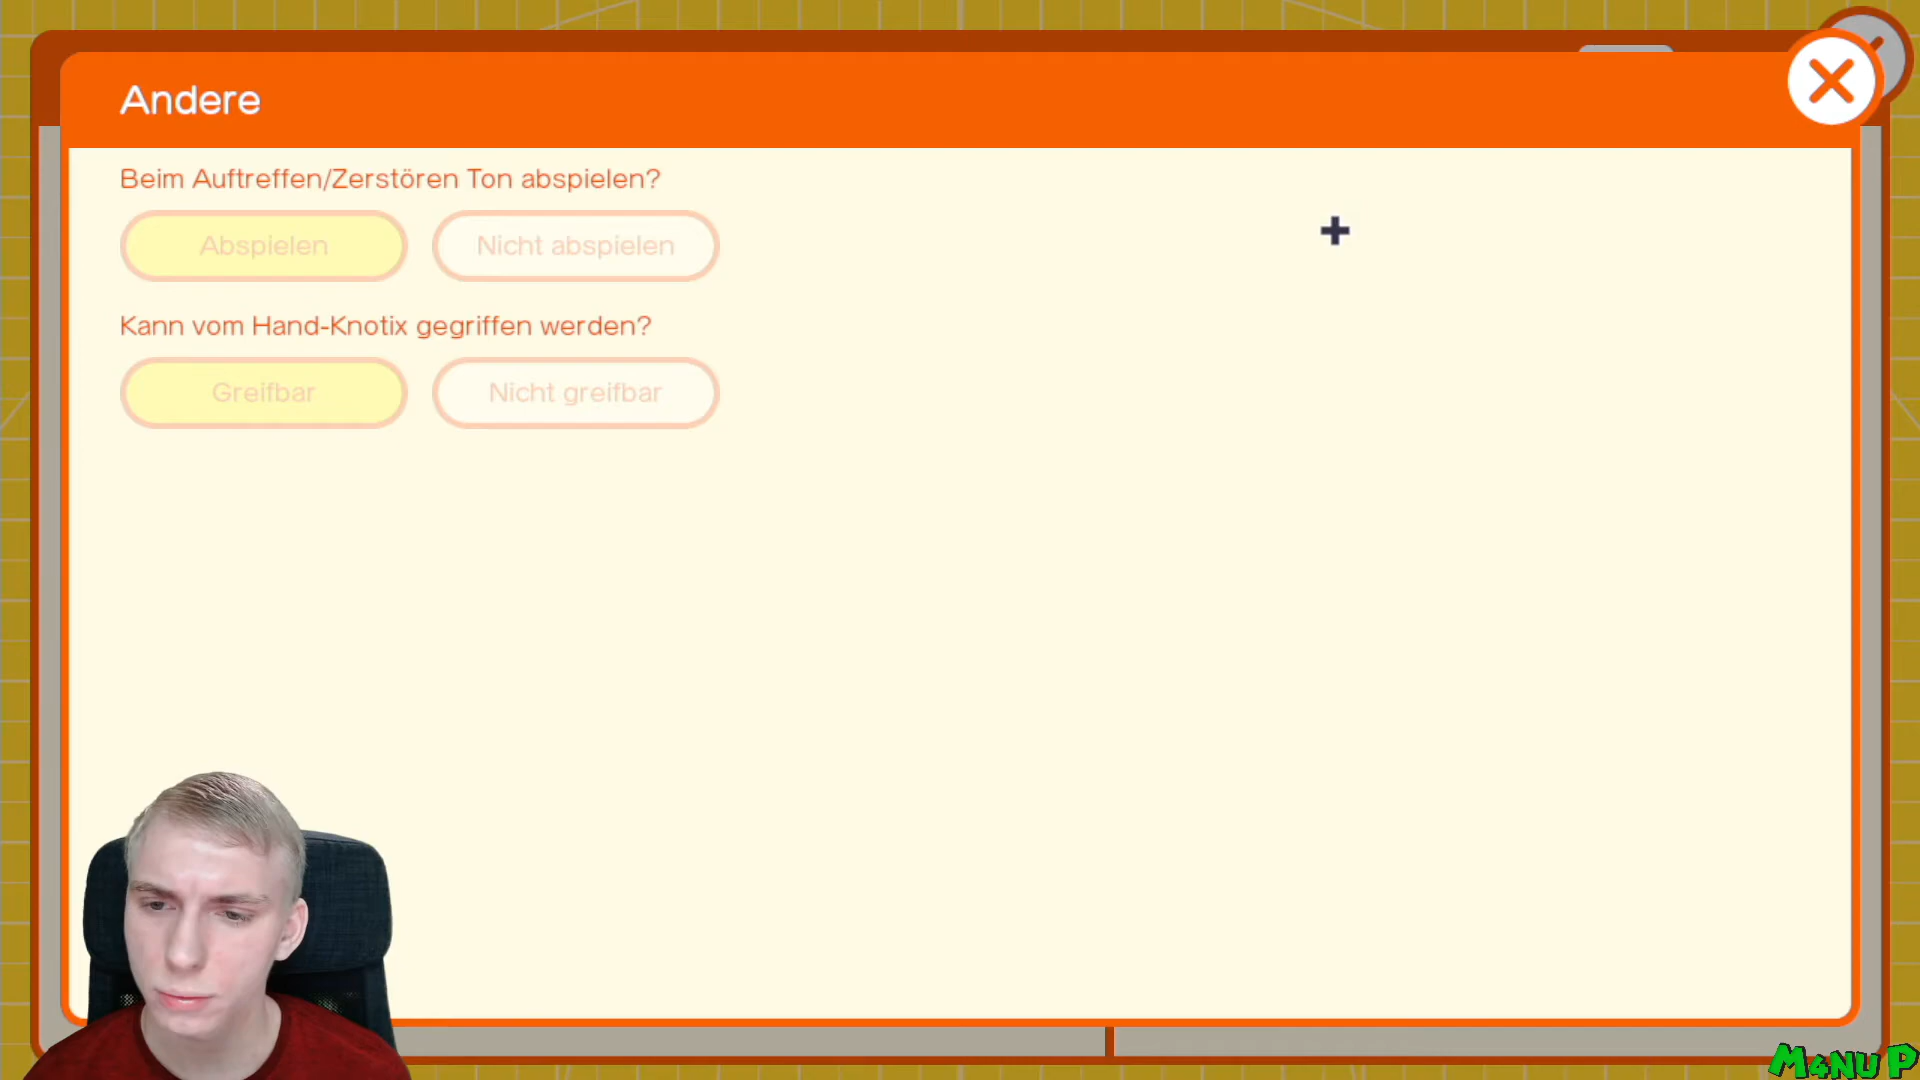 Andere
Beim Auftreffen/Zerstören Ton abspielen?
Abspielen Nicht abspielen
Kann vom Hand-Knotix gegriffen werden?
Greifbar Nicht greifbar
M4NU P